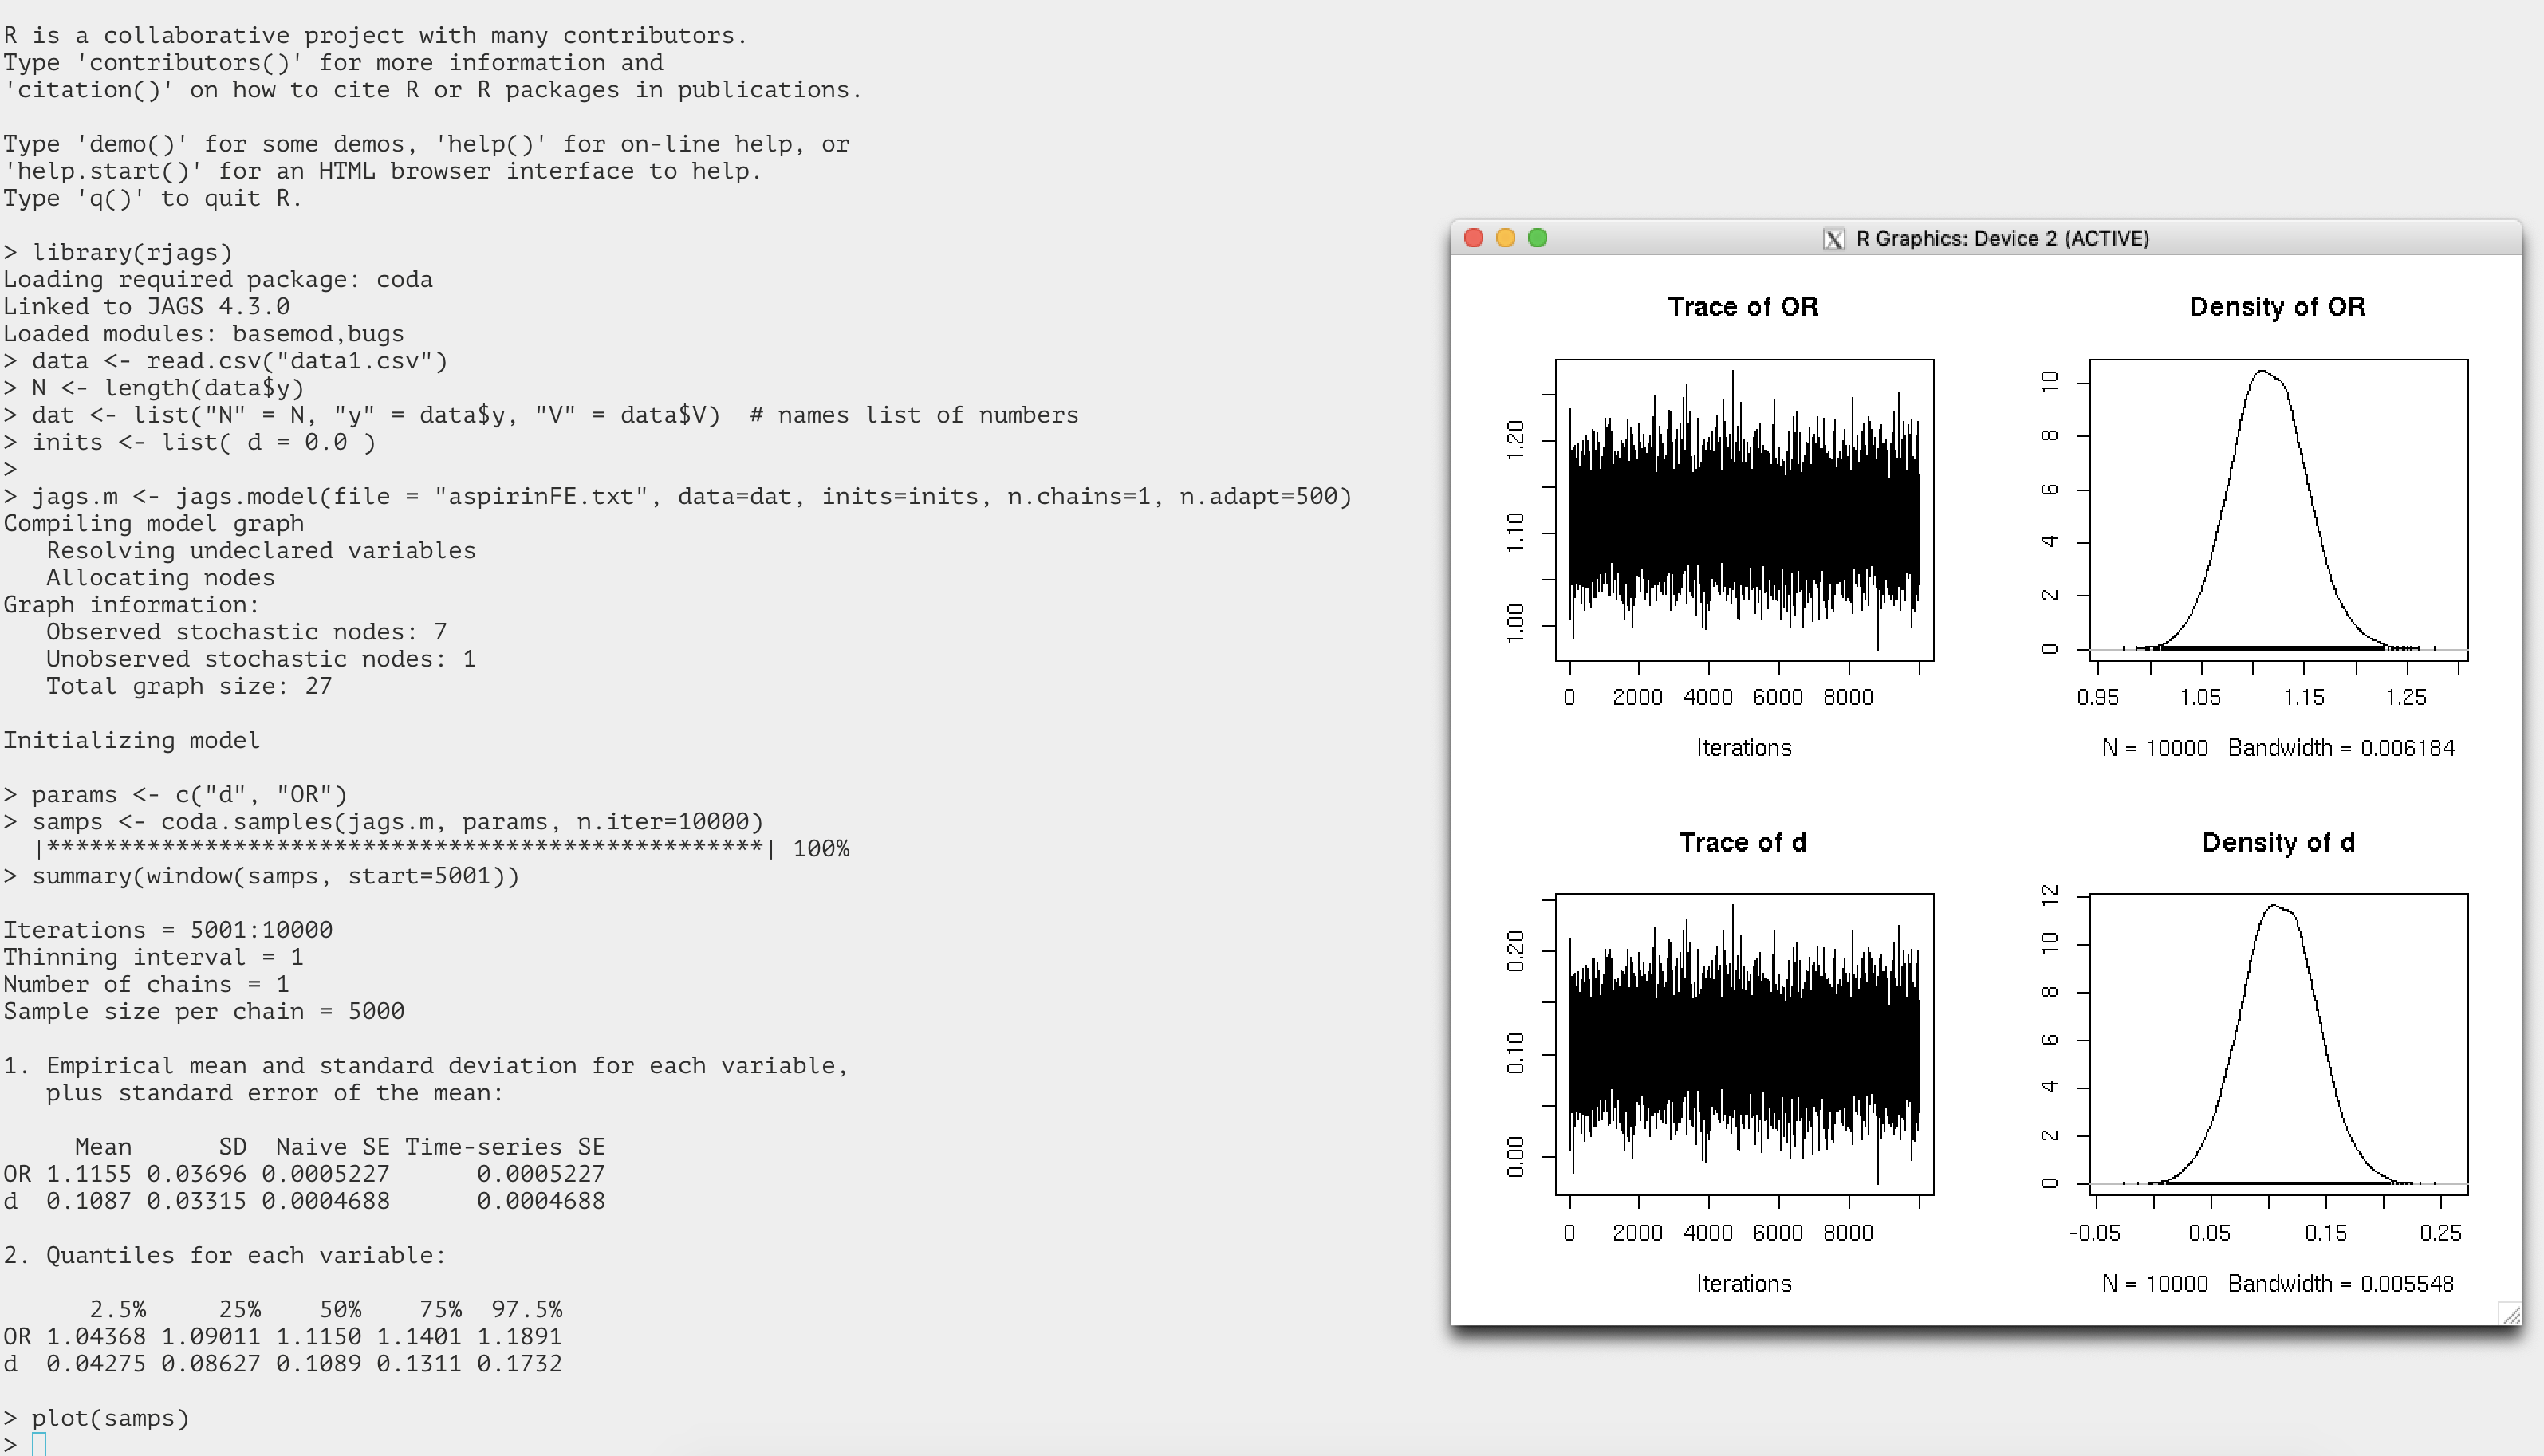 R is a collaborative project with many contributors.
Type 'contributors()' for more information and
'citation()' on how to cite R or R packages in publications.

Type 'demo()' for some demos, 'help()' for on-line help, or
'help.start()' for an HTML browser interface to help.
Type 'q()' to quit R.

> library(rjags)
Loading required package: coda
Linked to JAGS 4.3.0
Loaded modules: basemod,bugs
> data <- read.csv("data1.csv")
> N <- length(data$y)
> dat <- list("N" = N, "y" = data$y, "V" = data$V)  # names list of numbers
> inits <- list( d = 0.0 )
>
> jags.m <- jags.model(file = "aspirinFE.txt", data=dat, inits=inits, n.chains=1, n.adapt=500)
Compiling model graph
   Resolving undeclared variables
   Allocating nodes
Graph information:
   Observed stochastic nodes: 7
   Unobserved stochastic nodes: 1
   Total graph size: 27

Initializing model

> params <- c("d", "OR")
> samps <- coda.samples(jags.m, params, n.iter=10000)
  |**************************************************| 100%
> summary(window(samps, start=5001))

Iterations = 5001:10000
Thinning interval = 1
Number of chains = 1
Sample size per chain = 5000

1. Empirical mean and standard deviation for each variable,
   plus standard error of the mean:

     Mean      SD  Naive SE Time-series SE
OR 1.1155 0.03696 0.0005227      0.0005227
d  0.1087 0.03315 0.0004688      0.0004688

2. Quantiles for each variable:

      2.5%     25%    50%    75%  97.5%
OR 1.04368 1.09011 1.1150 1.1401 1.1891
d  0.04275 0.08627 0.1089 0.1311 0.1732

> plot(samps)
>
R Graphics: Device 2 (ACTIVE)
Trace of OR
1.20
1.10
1.00
0 2000 4000 6000 8000
Iterations
Density of OR
10
8
6
4
2
0
0.95 1.05 1.15 1.25
N = 10000 Bandwidth = 0.006184
Trace of d
0.20
0.10
0.00
0 2000 4000 6000 8000
Iterations
Density of d
12
10
8
6
4
2
0
-0.05 0.05 0.15 0.25
N = 10000 Bandwidth = 0.005548